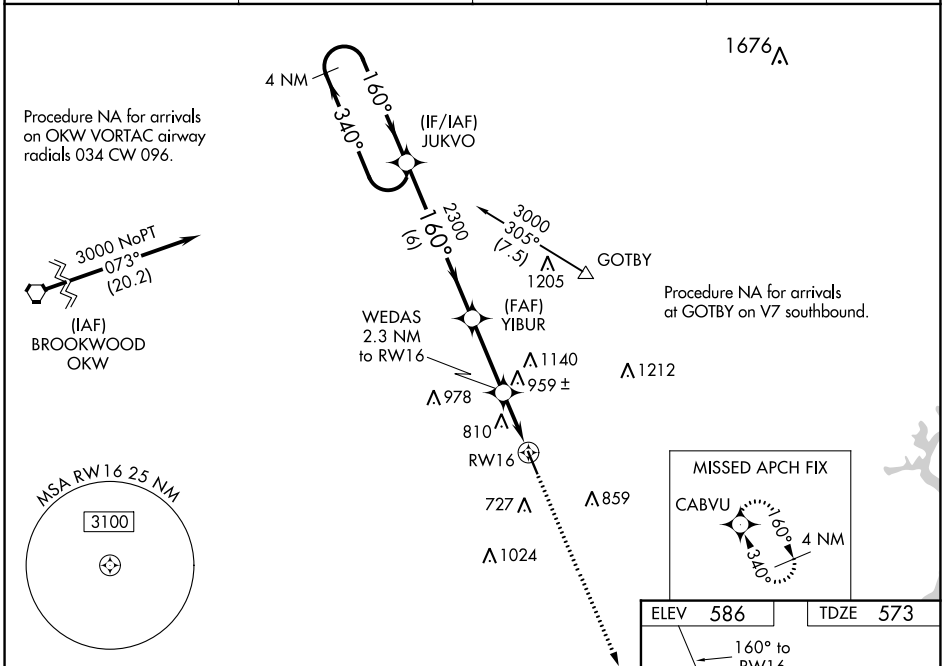 1676
4 NM
160°
340°
Procedure NA for arrivals
on OKW VORTAC airway
radials 034 CW 096.
(IF/IAF)
JUKVO
2300
160°
(6)
3000
305°
(7.5)
GOTBY
1205
3000 NoPT
073°
(20.2)
(IAF)
BROOKWOOD
OKW
Procedure NA for arrivals
at GOTBY on V7 southbound.
(FAF)
YIBUR
WEDAS
2.3 NM
to RW16
1140
959 ±
1212
978
810
RW16
727
859
1024
MSA RW16 25 NM
3100
MISSED APCH FIX
CABVU
160°
340°
4 NM
ELEV 586
TDZE 573
160° to
RW16